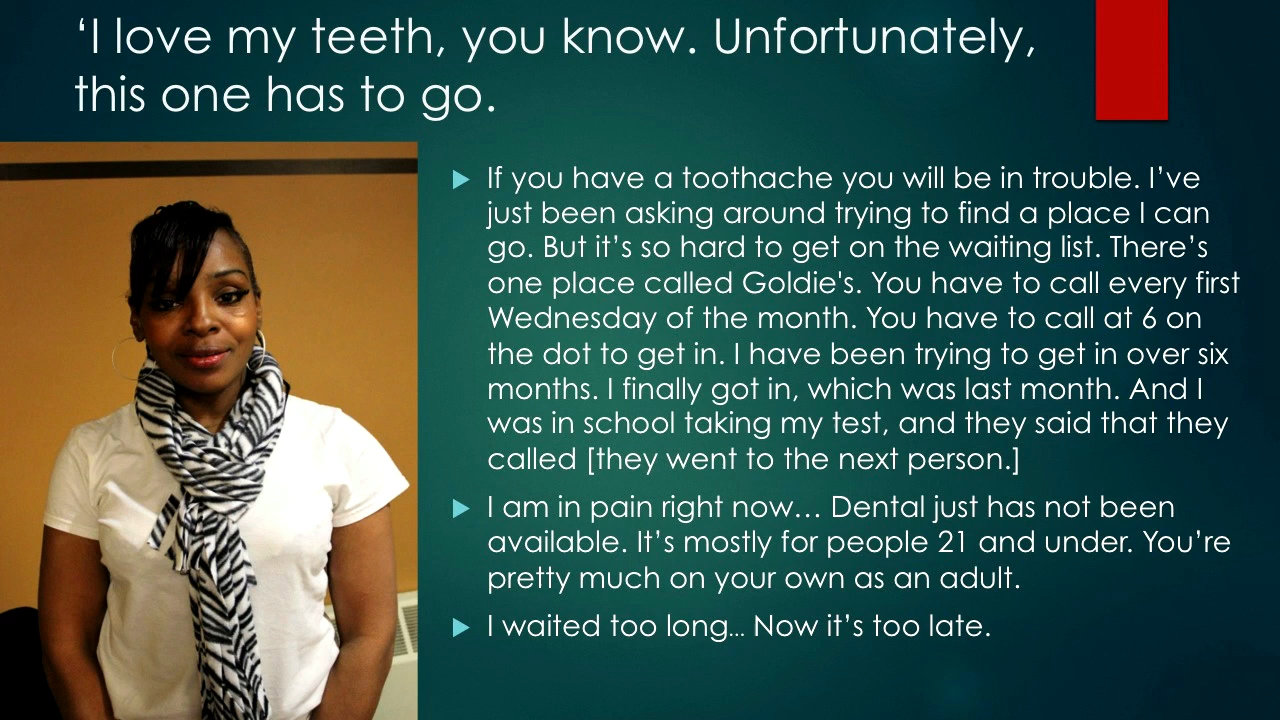 ‘I love my teeth, you know. Unfortunately,
this one has to go.
If you have a toothache you will be in trouble. I’ve
just been asking around trying to find a place I can
go. But it’s so hard to get on the waiting list. There’s
one place called Goldie's. You have to call every first
Wednesday of the month. You have to call at 6 on
the dot to get in. I have been trying to get in over six
months. I finally got in, which was last month. And I
was in school taking my test, and they said that they
called [they went to the next person.]
I am in pain right now… Dental just has not been
available. It’s mostly for people 21 and under. You’re
pretty much on your own as an adult.
I waited too long… Now it’s too late.